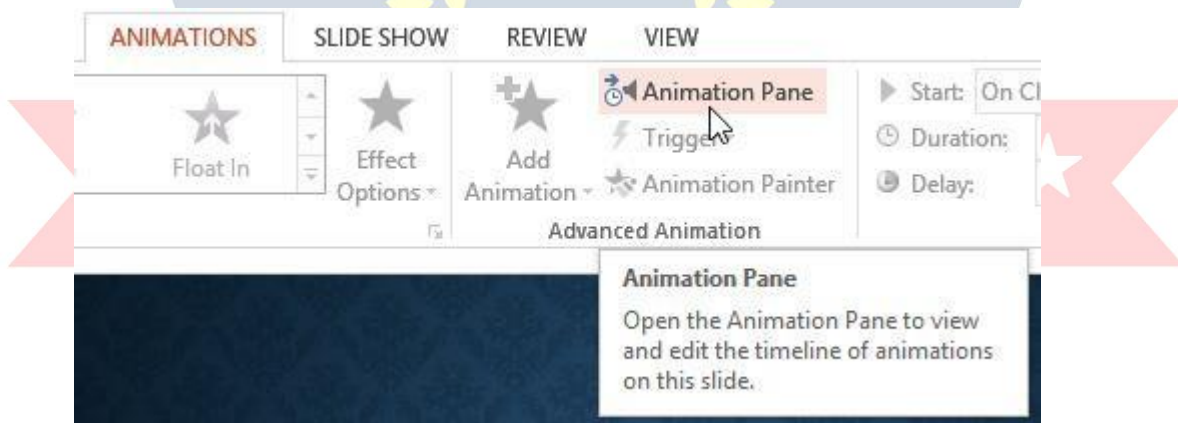 ANIMATIONS SLIDE SHOW REVIEW VIEW
Float In
Effect
Options
Add
Animation
Animation Pane
Trigger
Animation Painter
Advanced Animation
Start: On
Duration:
Delay:
Animation Pane
Open the Animation Pane to view
and edit the timeline of animations
on this slide.